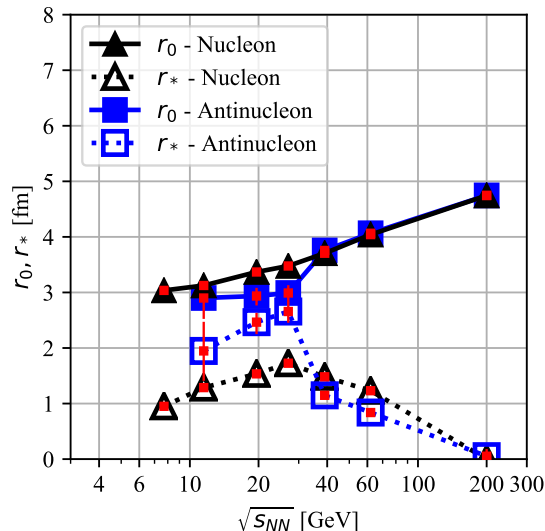 8
7
6
5
4
3
2
1
0
r₀, r∗ [fm]
r₀ - Nucleon
r∗ - Nucleon
r₀ - Antinucleon
r∗ - Antinucleon
4 6 10 20 40 60 100 200 300
√sNN [GeV]